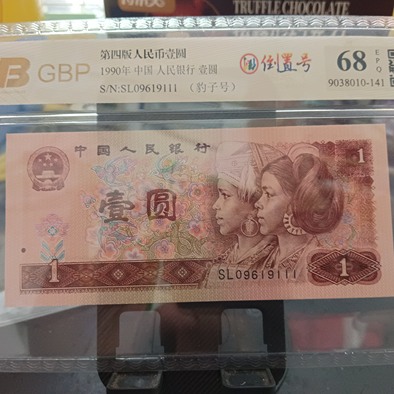 TRUFFLE CHOCOLATE
GBP
第四版人民币壹圆
1990年 中国人民银行 壹圆
S/N:SL09619111 （豹子号）
倒置号
68
EPQ
9038010-141
中国人民银行
1
壹圆
SL09619111
1
1